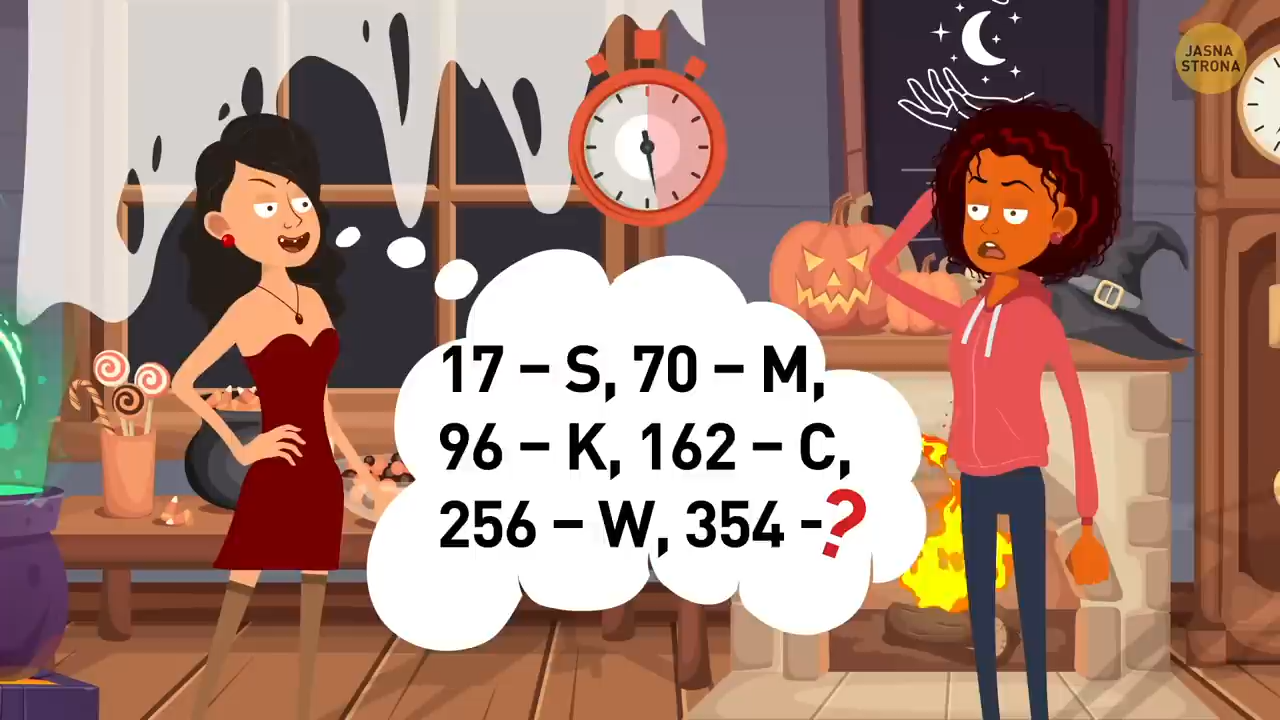 JASNA
STRONA
17 – S, 70 – M,
96 – K, 162 – C,
256 – W, 354 -?